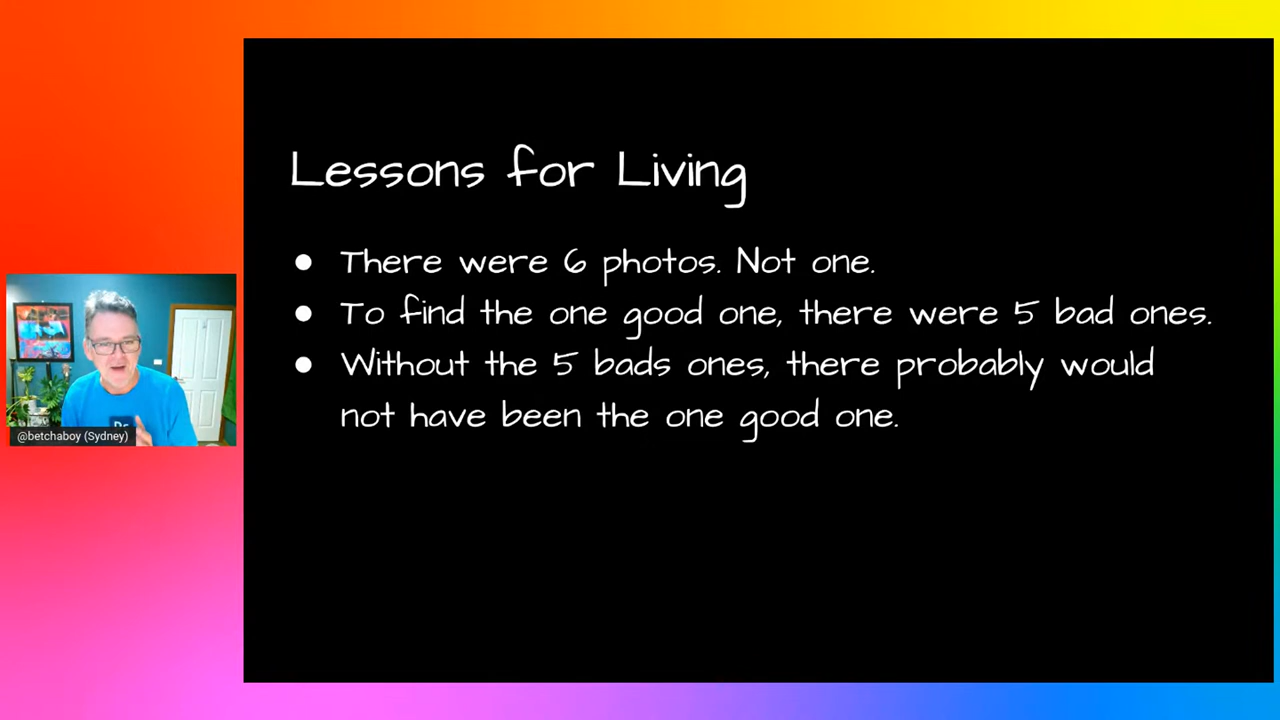 Lessons for Living
● There were 6 photos. Not one.
● To find the one good one, there were 5 bad ones.
● Without the 5 bads ones, there probably would
not have been the one good one.
@betchaboy (Sydney)